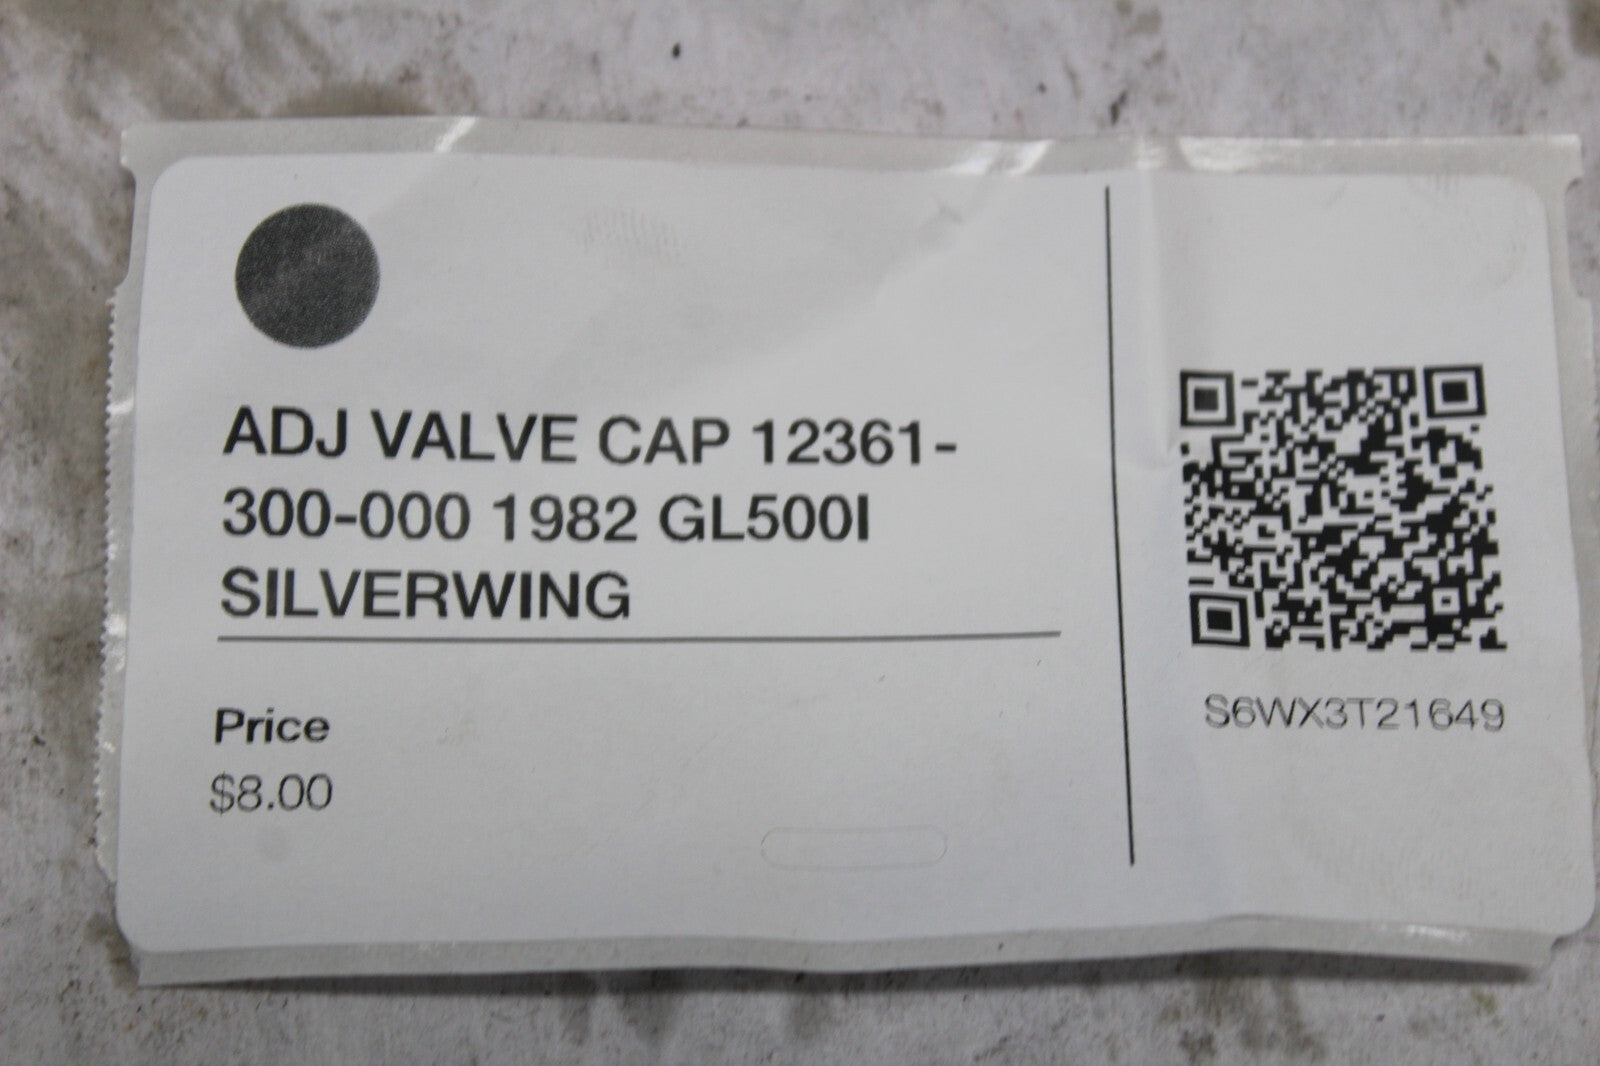 ADJ VALVE CAP 12361-
300-000 1982 GL500I
SILVERWING
Price
$8.00
S6WX3T21649